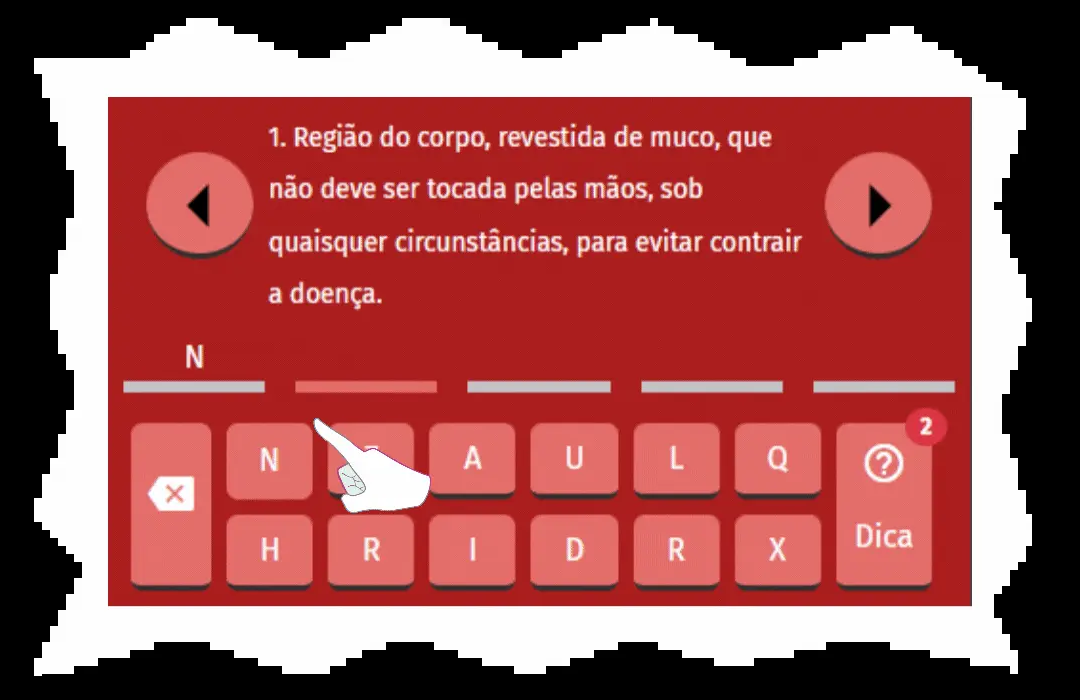 1. Região do corpo, revestida de muco, que
não deve ser tocada pelas mãos, sob
quaisquer circunstâncias, para evitar contrair
a doença.
N
2
N A U L Q
H R I D R X
Dica